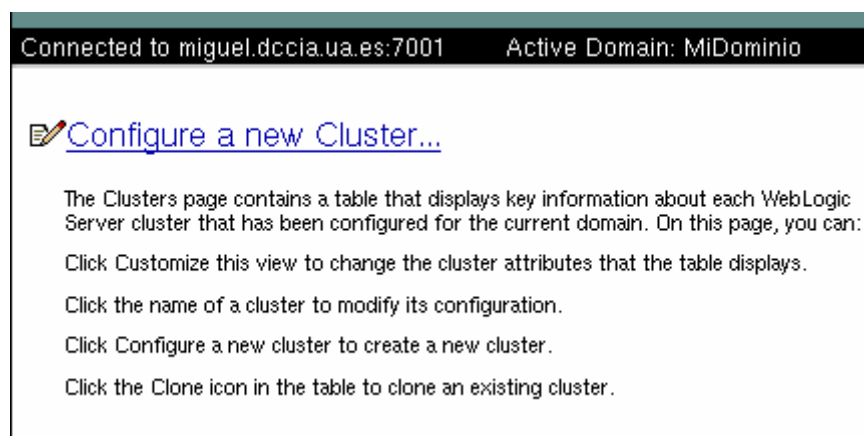 Connected to miguel.dccia.ua.es:7001 Active Domain: MiDominio
Configure a new Cluster...
The Clusters page contains a table that displays key information about each WebLogic
Server cluster that has been configured for the current domain. On this page, you can:
Click Customize this view to change the cluster attributes that the table displays.
Click the name of a cluster to modify its configuration.
Click Configure a new cluster to create a new cluster.
Click the Clone icon in the table to clone an existing cluster.